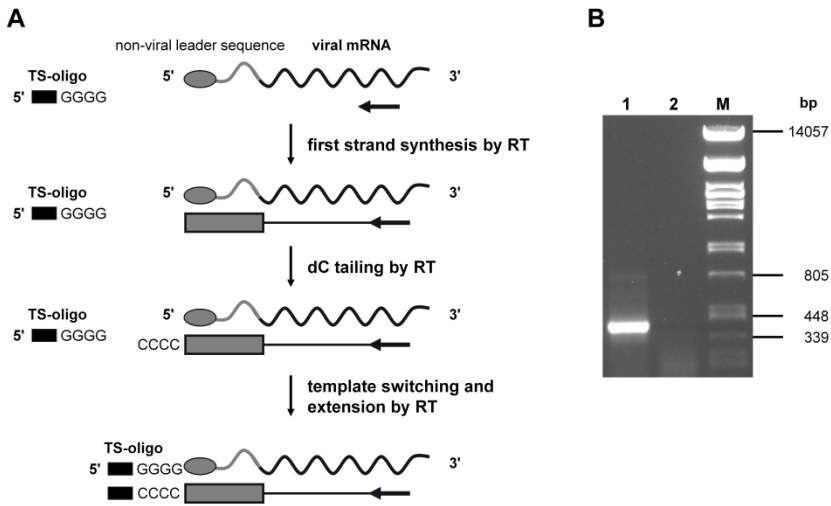 A
non-viral leader sequence viral mRNA
TS-oligo
5' GGGG
5' 3'
first strand synthesis by RT
TS-oligo
5' GGGG
5' 3'
dC tailing by RT
TS-oligo
5' GGGG
5' 3'
CCCC
template switching and
extension by RT
TS-oligo
5' GGGG 3'
CCCC
B
1 2 M bp
14057
805
448
339